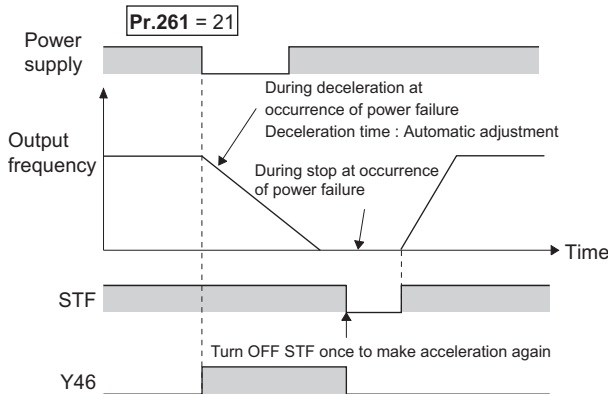 Pr.261 = 21
Power
supply
During deceleration at
occurrence of power failure
Deceleration time : Automatic adjustment
Output
frequency
During stop at occurrence
of power failure
Time
STF
Turn OFF STF once to make acceleration again
Y46